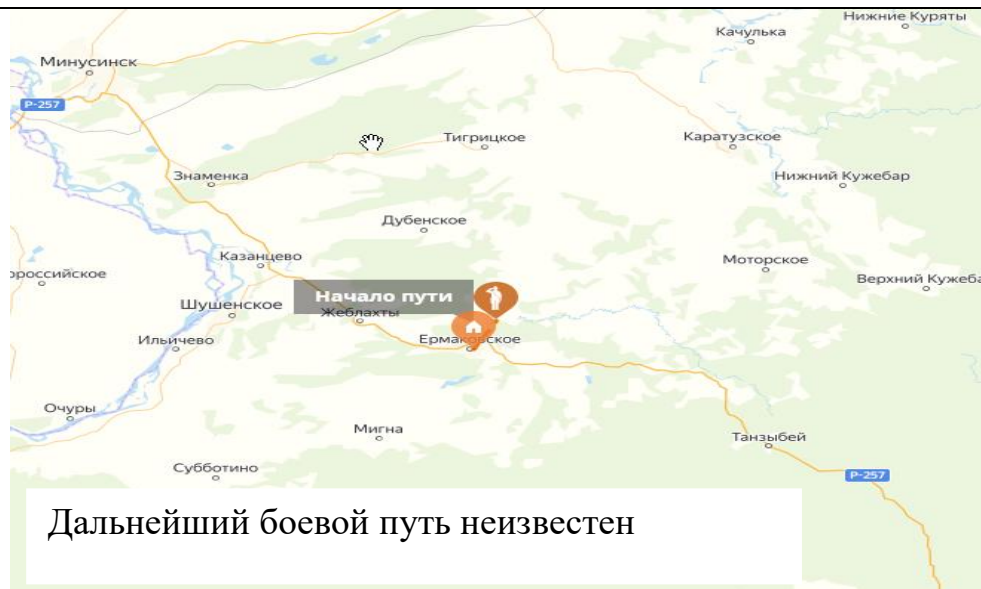 Нижние Куряты
Качулька
Минусинск
Р-257
Тигрицкое
Каратузское
Знаменка
Нижний Кужебар
Дубенское
Казанцево
Моторское
ороссийское
Верхний Кужеба
Начало пути
Шушенское
Жеблахты
Ильичево
Ермаковское
Очуры
Мигна
Танзыбей
Субботино
Р-257
Дальнейший боевой путь неизвестен